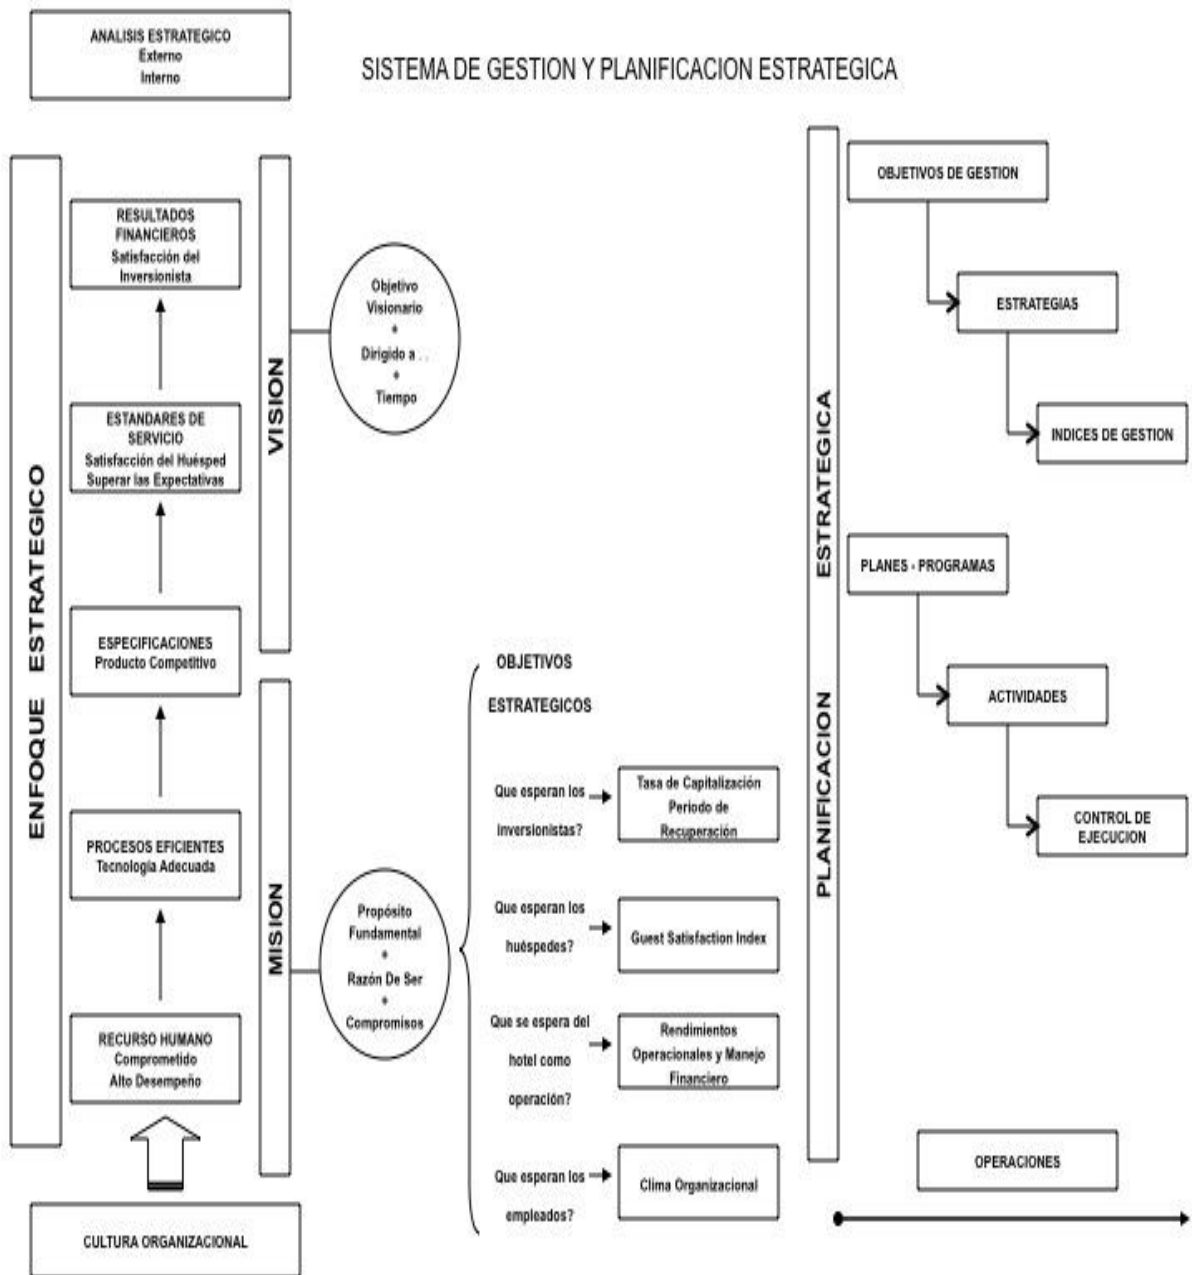 ANALISIS ESTRATEGICO
Externo
Interno
SISTEMA DE GESTION Y PLANIFICACION ESTRATEGICA
ENFOQUE ESTRATEGICO
RESULTADOS
FINANCIEROS
Satisfacción del
Inversionista
ESTANDARES DE
SERVICIO
Satisfacción del Huésped
Superar las Expectativas
ESPECIFICACIONES
Producto Competitivo
PROCESOS EFICIENTES
Tecnología Adecuada
RECURSO HUMANO
Comprometido
Alto Desempeño
CULTURA ORGANIZACIONAL
VISION
Objetivo
Visionario
+
Dirigido a . .
+
Tiempo
MISION
Propósito
Fundamental
+
Razón De Ser
+
Compromisos
OBJETIVOS
ESTRATEGICOS
Que esperan los
inversionistas?
Tasa de Capitalización
Periodo de
Recuperación
Que esperan los
huéspedes?
Guest Satisfaction Index
Que se espera del
hotel como
operación?
Rendimientos
Operacionales y Manejo
Financiero
Que esperan los
empleados?
Clima Organizacional
PLANIFICACION ESTRATEGICA
OBJETIVOS DE GESTION
ESTRATEGIAS
INDICES DE GESTION
PLANES - PROGRAMAS
ACTIVIDADES
CONTROL DE
EJECUCION
OPERACIONES